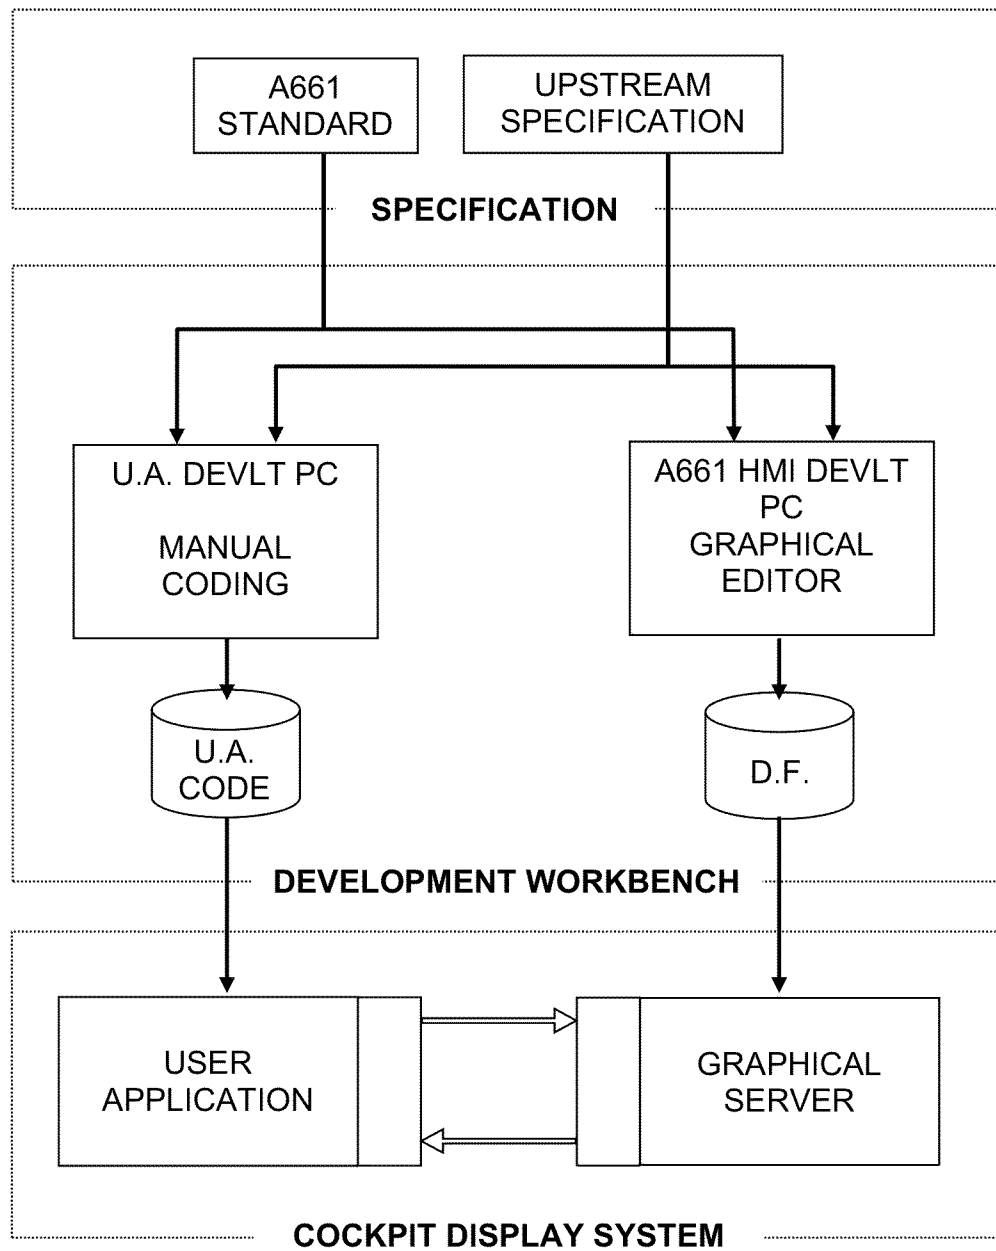 A661
STANDARD
UPSTREAM
SPECIFICATION
SPECIFICATION
U.A. DEVLT PC
MANUAL
CODING
A661 HMI DEVLT
PC
GRAPHICAL
EDITOR
U.A.
CODE
D.F.
DEVELOPMENT WORKBENCH
USER
APPLICATION
GRAPHICAL
SERVER
COCKPIT DISPLAY SYSTEM